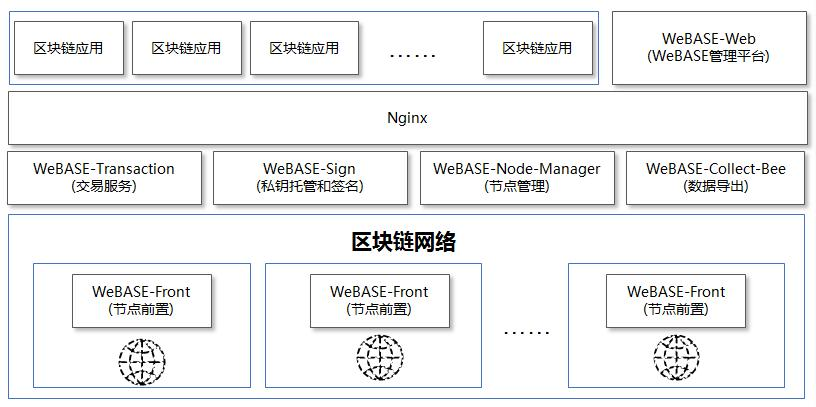 区块链应用
区块链应用
区块链应用
......
区块链应用
WeBASE-Web
(WeBASE管理平台)
Nginx
WeBASE-Transaction
(交易服务)
WeBASE-Sign
(私钥托管和签名)
WeBASE-Node-Manager
(节点管理)
WeBASE-Collect-Bee
(数据导出)
区块链网络
WeBASE-Front
(节点前置)
WeBASE-Front
(节点前置)
......
WeBASE-Front
(节点前置)